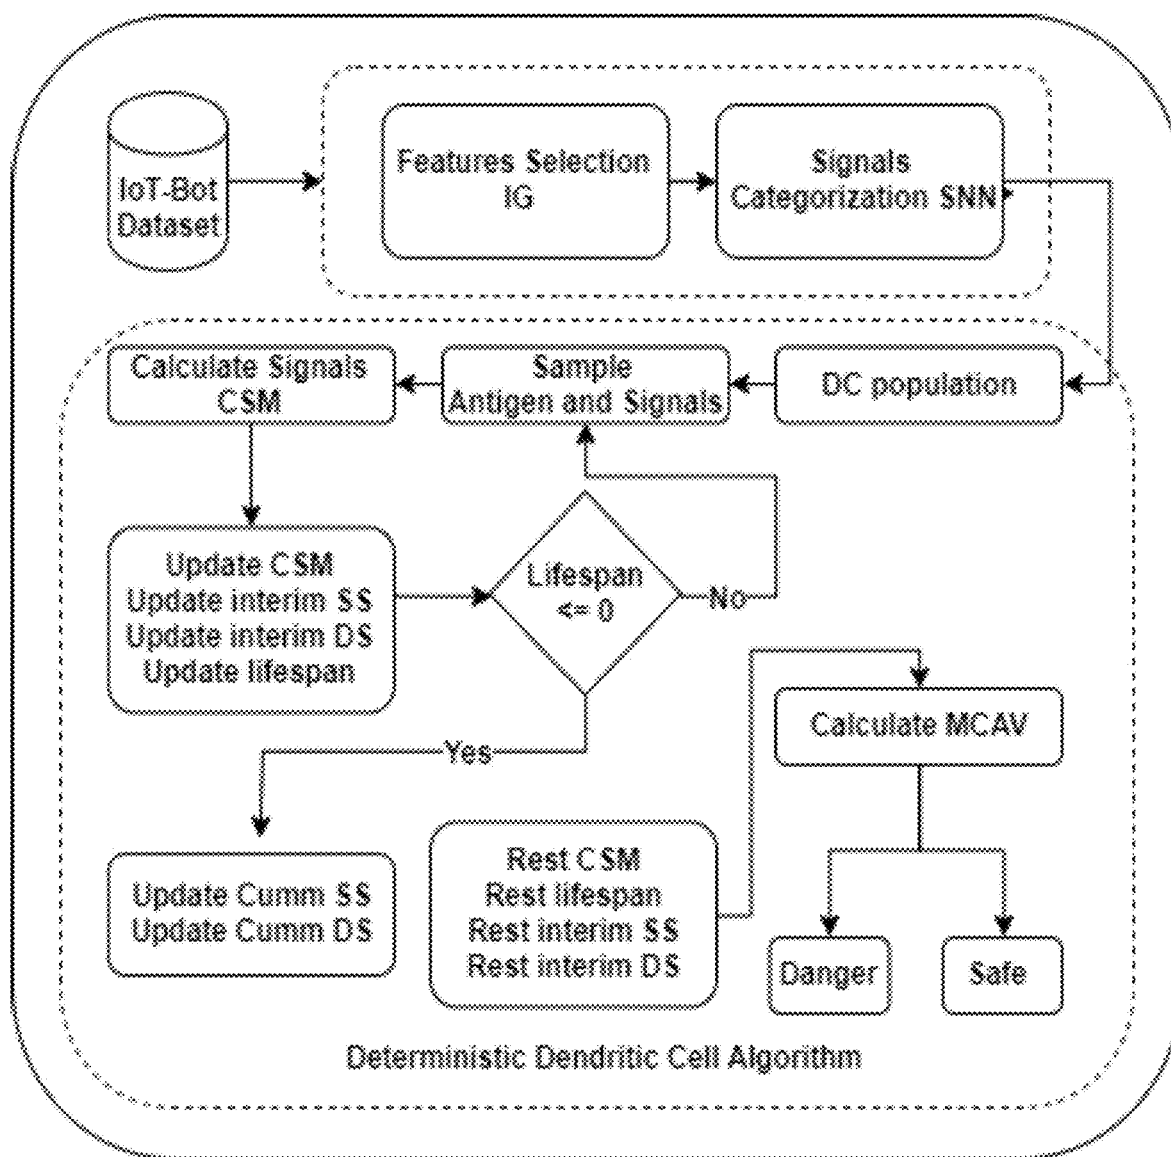 IoT-Bot
Dataset
Features Selection
IG
Signals
Categorization SNN
Calculate Signals
CSM
Sample
Antigen and Signals
DC population
Update CSM
Update interim SS
Update interim DS
Update lifespan
Lifespan
<= 0
No
Yes
Calculate MCAV
Update Cumm SS
Update Cumm DS
Rest CSM
Rest lifespan
Rest interim SS
Rest interim DS
Danger
Safe
Deterministic Dendritic Cell Algorithm